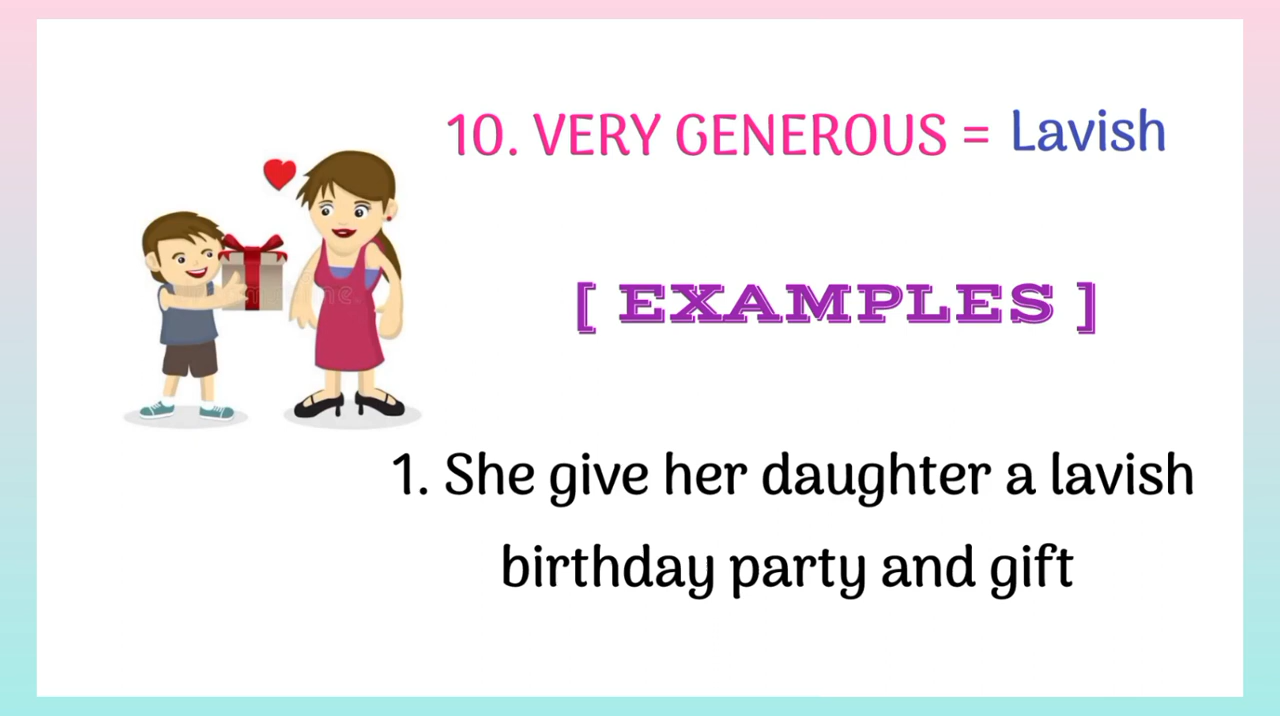 10. VERY GENEROUS = Lavish
[ EXAMPLES ]
1. She give her daughter a lavish
birthday party and gift